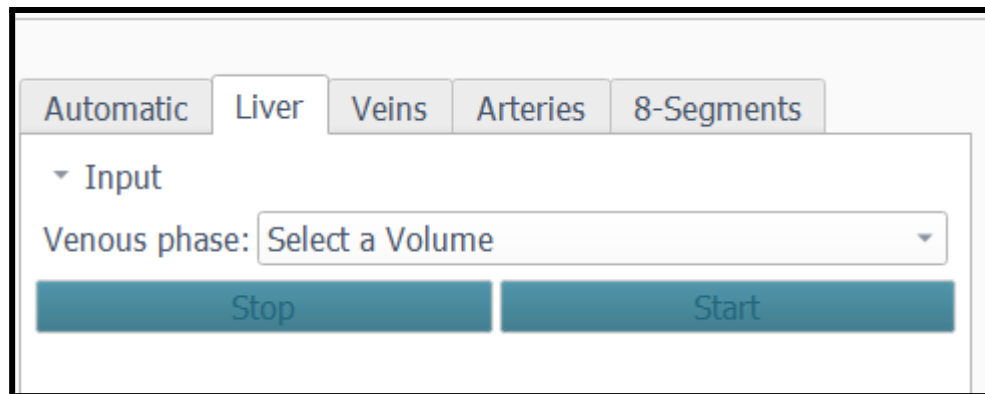 Automatic Liver Veins Arteries 8-Segments
Input
Venous phase: Select a Volume
Stop Start